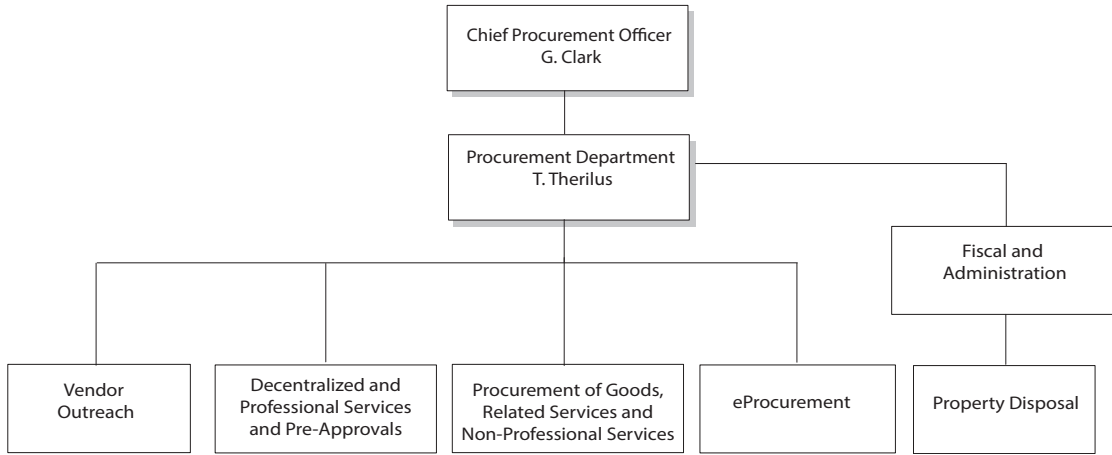 Chief Procurement Officer
G. Clark
Procurement Department
T. Therilus
Fiscal and
Administration
Vendor
Outreach
Decentralized and
Professional Services
and Pre-Approvals
Procurement of Goods,
Related Services and
Non-Professional Services
eProcurement
Property Disposal